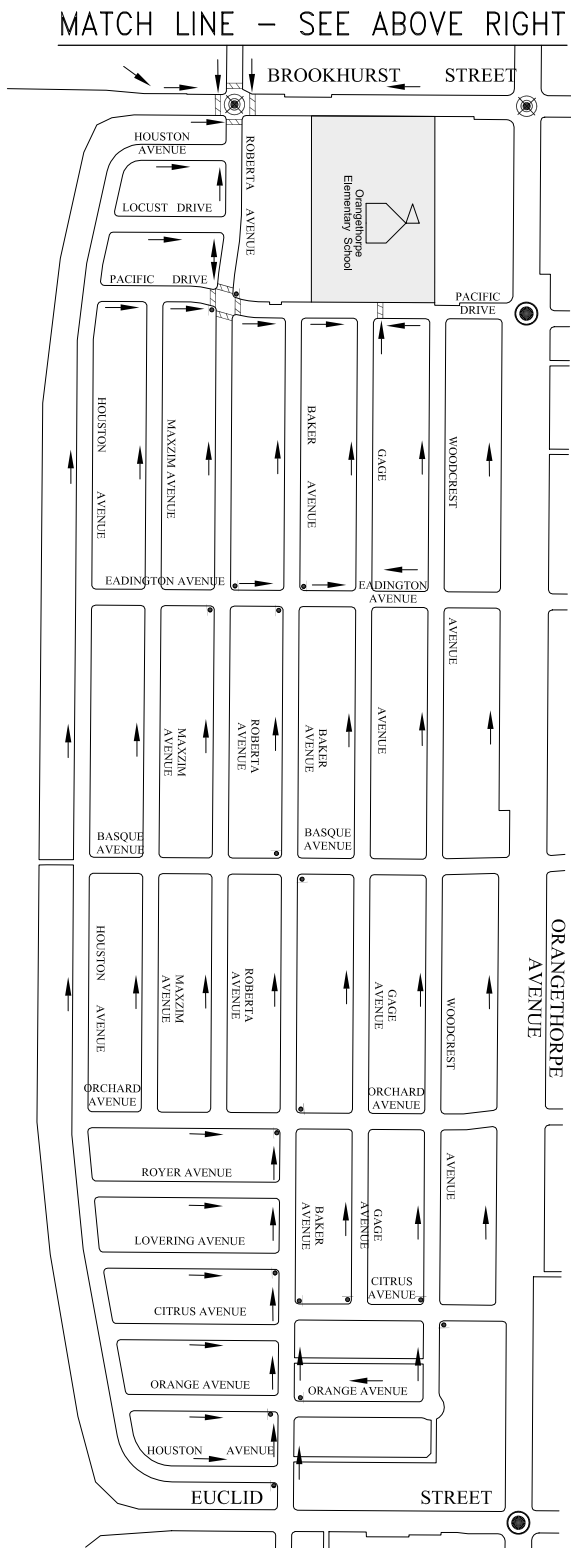 MATCH LINE - SEE ABOVE RIGHT
BROOKHURST STREET
HOUSTON
AVENUE
ROBERTA AVENUE
Orangethorpe
Elementary School
LOCUST DRIVE
PACIFIC DRIVE
PACIFIC
DRIVE
HOUSTON AVENUE
MAXZIM AVENUE
BAKER AVENUE
GAGE
WOODCREST
EADINGTON AVENUE
EADINGTON
AVENUE
AVENUE
MAXZIM
AVENUE
ROBERTA
AVENUE
BAKER
AVENUE
AVENUE
BASQUE
AVENUE
BASQUE
AVENUE
HOUSTON AVENUE
MAXZIM
AVENUE
ROBERTA
AVENUE
GAGE
AVENUE
WOODCREST
ORANGETHORPE
AVENUE
ORCHARD
AVENUE
ORCHARD
AVENUE
ROYER AVENUE
AVENUE
BAKER
AVENUE
GAGE
AVENUE
LOVERING AVENUE
CITRUS
AVENUE
CITRUS AVENUE
ORANGE AVENUE
ORANGE AVENUE
HOUSTON AVENUE
EUCLID STREET